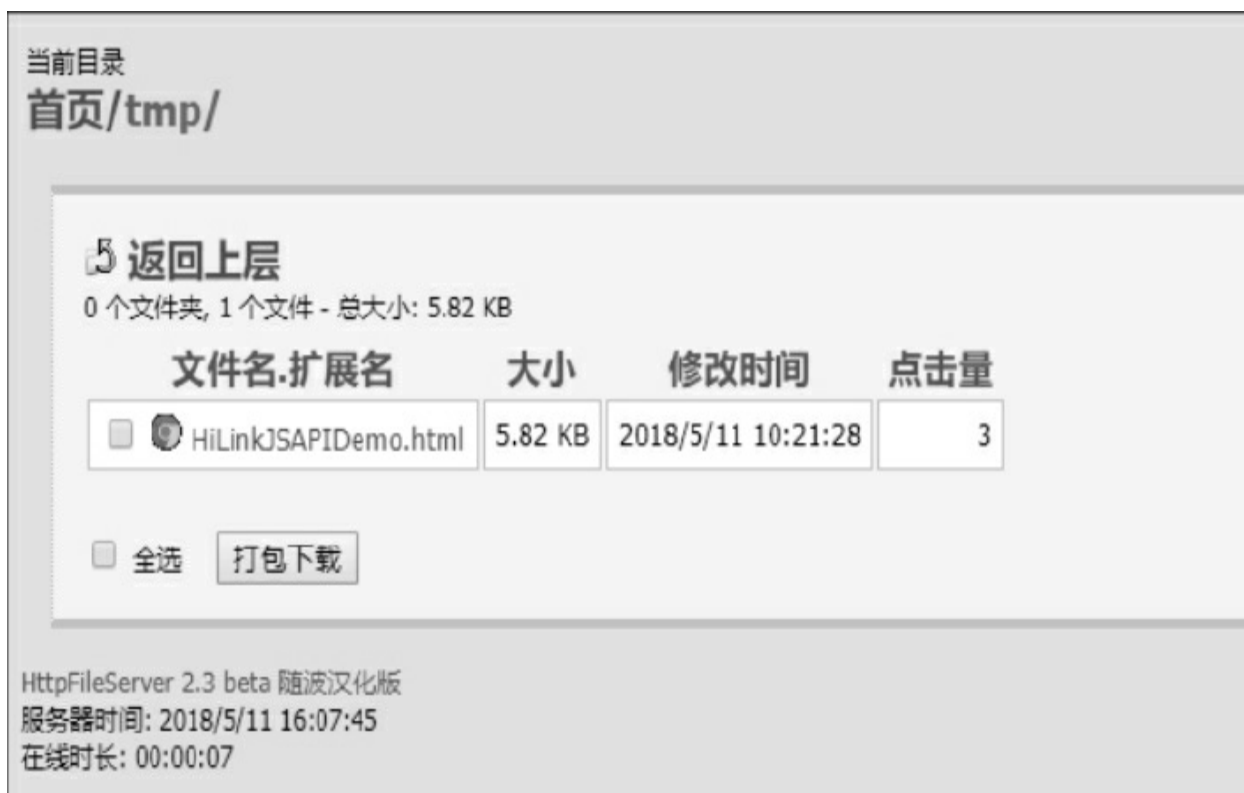 当前目录
首页/tmp/
返回上层
0 个文件夹, 1 个文件 - 总大小: 5.82 KB
文件名.扩展名 大小 修改时间 点击量
HiLinkJSAPIDemo.html 5.82 KB 2018/5/11 10:21:28 3
全选 打包下载
HttpFileServer 2.3 beta 随波汉化版
服务器时间: 2018/5/11 16:07:45
在线时长: 00:00:07